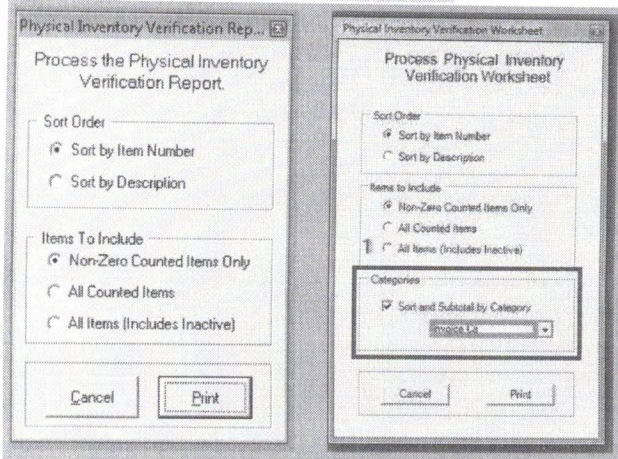 Physical Inventory Verification Rep...
Process the Physical Inventory
Verification Report.
Sort Order
Sort by Item Number
Sort by Description
Items To Include
Non-Zero Counted Items Only
All Counted Items
All Items (Includes Inactive)
Cancel
Print
Physical Inventory Verification Worksheet
Process Physical Inventory
Verification Worksheet
Sort Order
Sort by Item Number
Sort by Description
Items to Include
Non-Zero Counted Items Only
All Counted Items
1 All Items (Includes Inactive)
Categories
Sort and Subtotal by Category
Invoice Ca
Cancel
Print